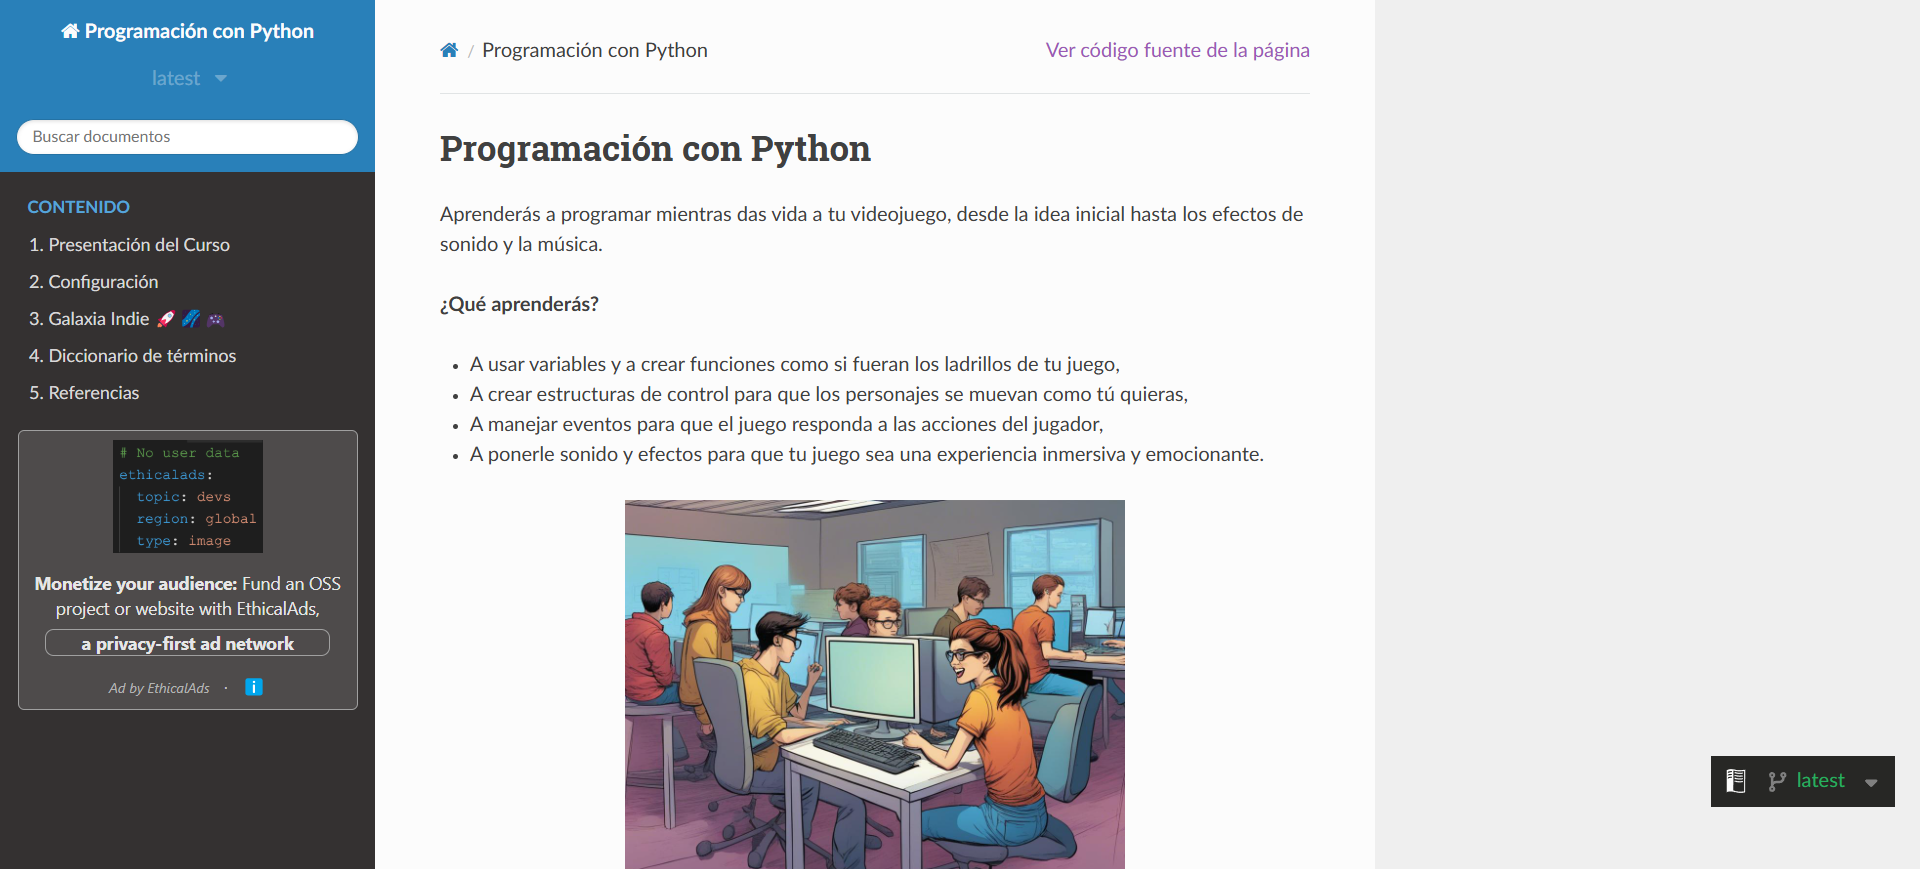 Programación con Python
latest
Buscar documentos
CONTENIDO
1. Presentación del Curso
2. Configuración
3. Galaxia Indie 🚀 🌌 🎮
4. Diccionario de términos
5. Referencias
# No user data
ethicalads:
topic: devs
region: global
type: image
Monetize your audience: Fund an OSS
project or website with EthicalAds,
a privacy-first ad network
Ad by EthicalAds · ℹ️
/ Programación con Python
Ver código fuente de la página
Programación con Python
Aprenderás a programar mientras das vida a tu videojuego, desde la idea inicial hasta los efectos de
sonido y la música.
¿Qué aprenderás?
• A usar variables y a crear funciones como si fueran los ladrillos de tu juego,
• A crear estructuras de control para que los personajes se muevan como tú quieras,
• A manejar eventos para que el juego responda a las acciones del jugador,
• A ponerle sonido y efectos para que tu juego sea una experiencia inmersiva y emocionante.
latest